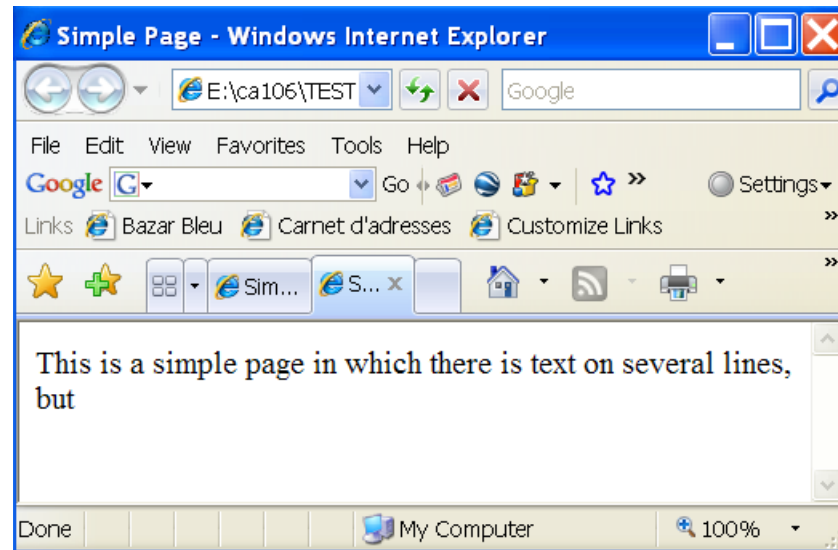 Simple Page - Windows Internet Explorer
E:\ca106\TEST Google
File Edit View Favorites Tools Help
Google G Go » Settings
Links Bazar Bleu Carnet d'adresses Customize Links »
Sim... S... x »
This is a simple page in which there is text on several lines,
but
Done My Computer 100%